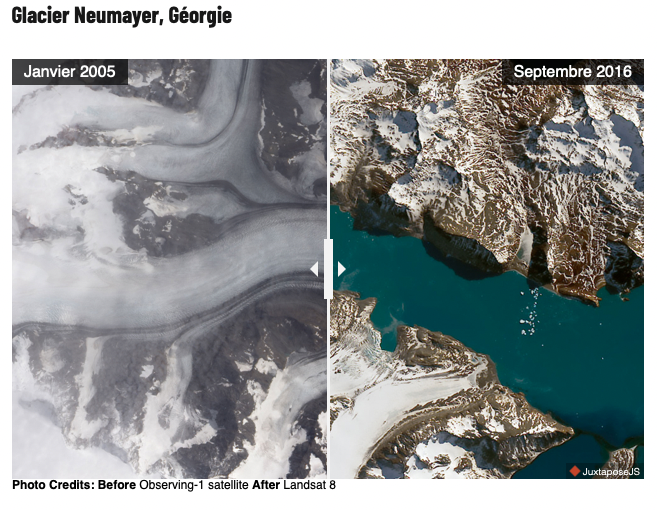 Glacier Neumayer, Géorgie
Janvier 2005
Septembre 2016
JuxtaposeJS
Photo Credits: Before Observing-1 satellite After Landsat 8